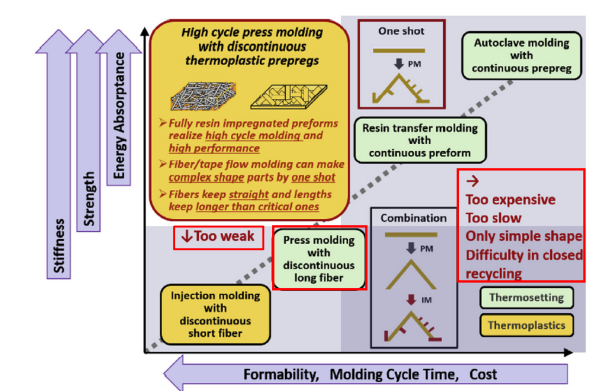 Stiffness
Strength
Energy Absorptance
High cycle press molding
with discontinuous
thermoplastic prepregs
➤Fully resin impregnated preforms
realize high cycle molding and
high performance
➤Fiber/tape flow molding can make
complex shape parts by one shot
➤Fibers keep straight and lengths
keep longer than critical ones
One shot
PM
Autoclave molding
with
continuous prepreg
Resin transfer molding
with
continuous preform
→
Too expensive
Too slow
Only simple shape
Difficulty in closed
recycling
↓Too weak
Press molding
with
discontinuous
long fiber
Combination
PM
IM
Injection molding
with
discontinuous
short fiber
Thermosetting
Thermoplastics
Formability, Molding Cycle Time, Cost